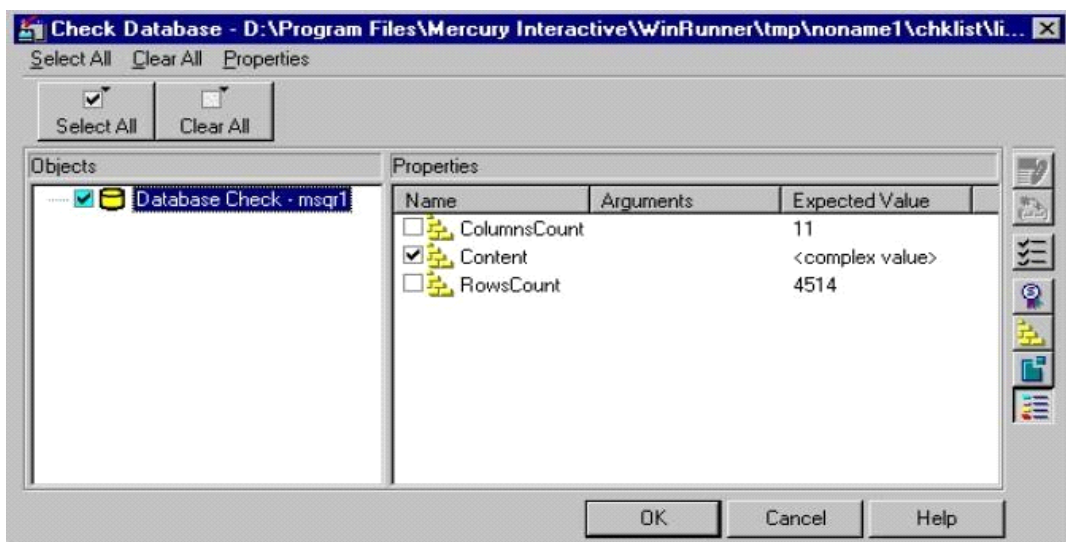 Check Database - D:\Program Files\Mercury Interactive\WinRunner\tmp\noname1\chklist\li...
Select All Clear All Properties
Select All Clear All
Objects Properties
Database Check - msqr1
Name Arguments Expected Value
ColumnsCount 11
Content <complex value>
RowsCount 4514
OK Cancel Help